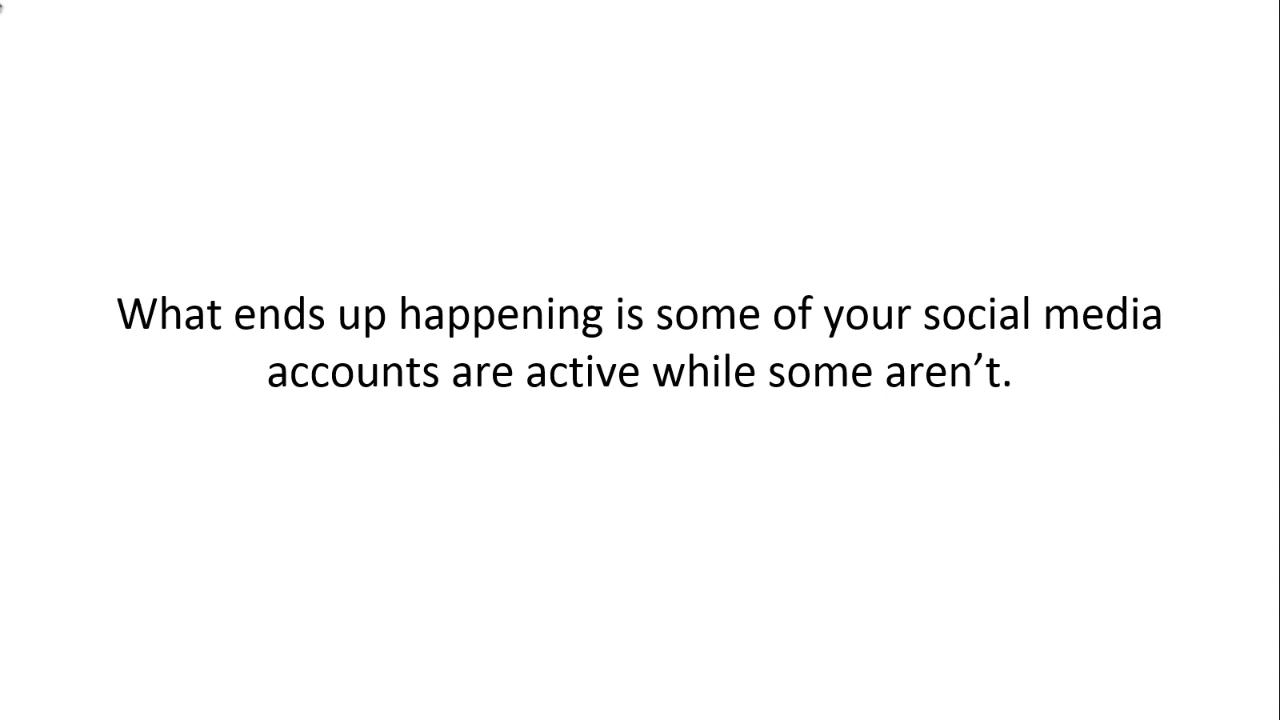 What ends up happening is some of your social media
accounts are active while some aren’t.